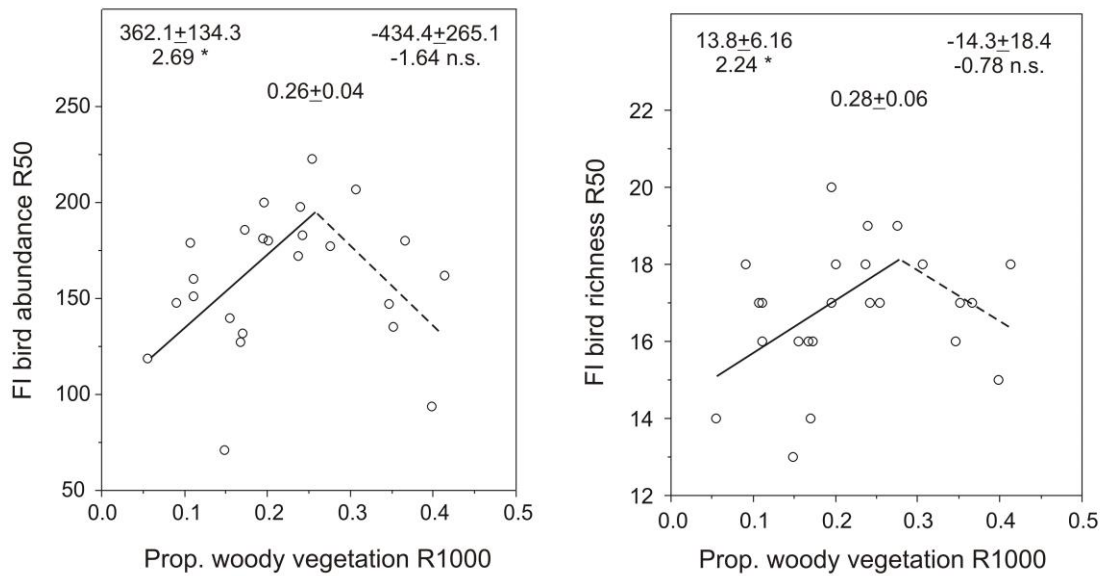 362.1±134.3
2.69 *
-434.4±265.1
-1.64 n.s.
0.26±0.04
FI bird abundance R50
250
200
150
100
50
0.0 0.1 0.2 0.3 0.4 0.5
Prop. woody vegetation R1000
13.8±6.16
2.24 *
-14.3±18.4
-0.78 n.s.
0.28±0.06
FI bird richness R50
22
20
18
16
14
12
0.0 0.1 0.2 0.3 0.4 0.5
Prop. woody vegetation R1000